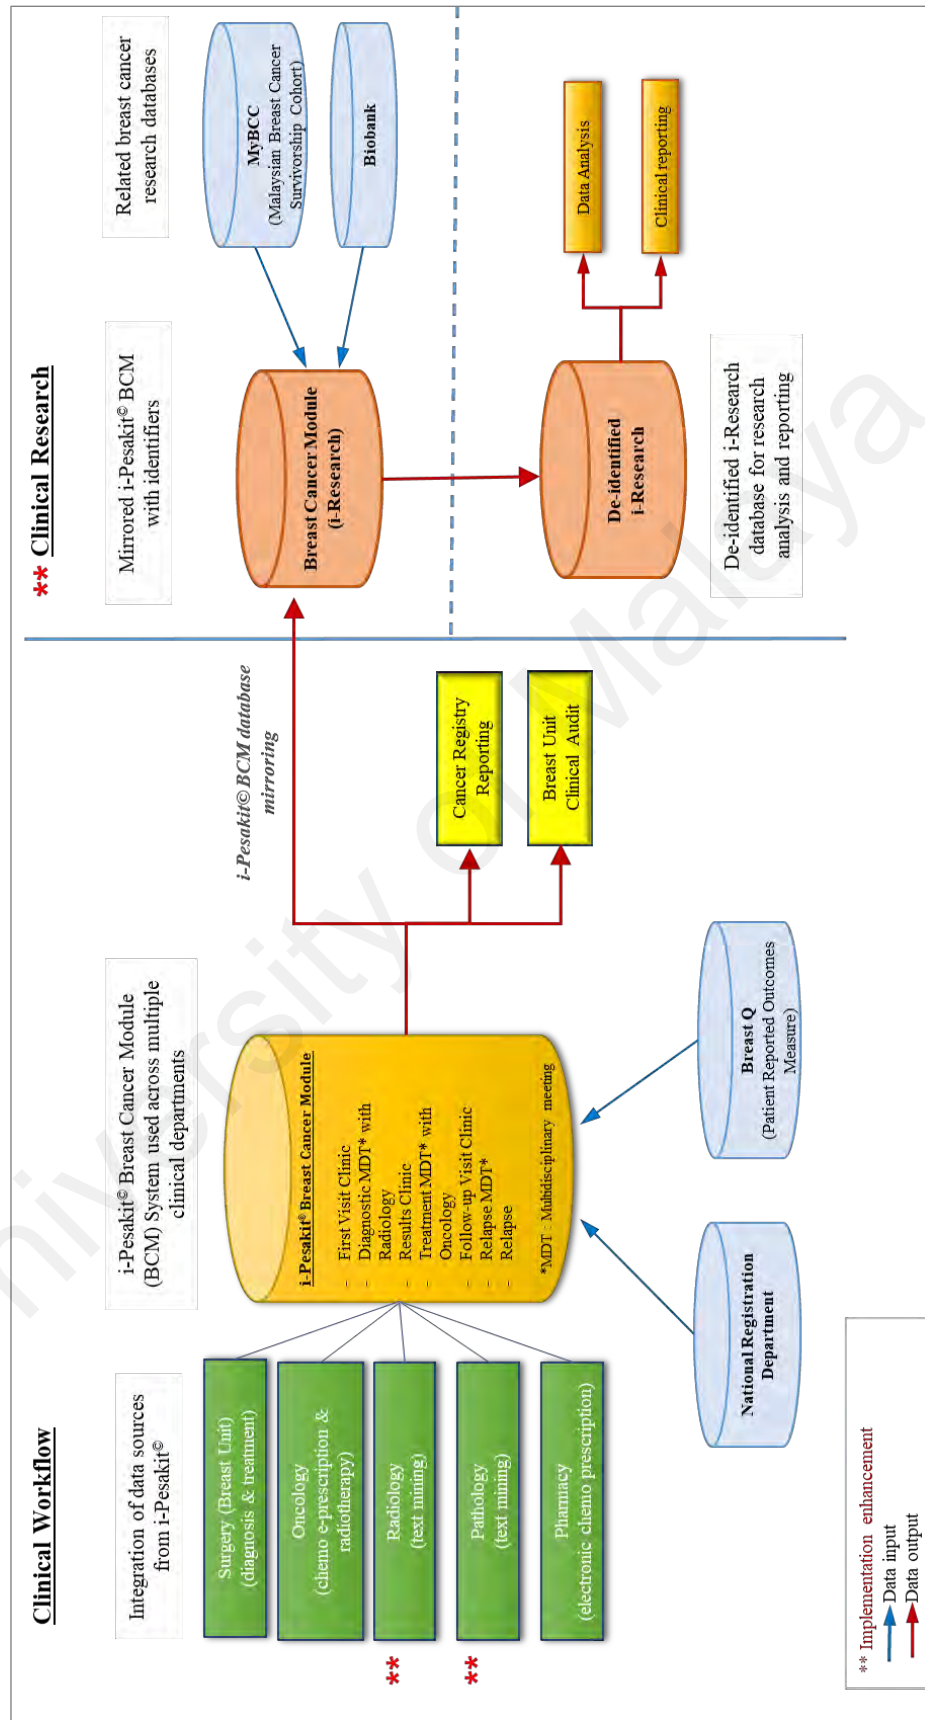 Clinical Workflow
** Clinical Research
Integration of data sources
from i-Pesakit©
i-Pesakit© Breast Cancer Module
(BCM) System used across multiple
clinical departments
Mirrored i-Pesakit© BCM
with identifiers
Related breast cancer
research databases
Surgery (Breast Unit)
(diagnosis & treatment)
Oncology
(chemo e-prescription &
radiotherapy)
**
Radiology
(text mining)
**
Pathology
(text mining)
Pharmacy
(electronic chemo prescription)
i-Pesakit© Breast Cancer Module
- First Visit Clinic
- Diagnostic MDT* with
Radiology
- Results Clinic
- Treatment MDT* with
Oncology
- Follow-up Visit Clinic
- Relapse MDT*
- Relapse
*MDT : Multidisciplinary meeting
National Registration
Department
Breast Q
(Patient Reported Outcomes
Measure)
i-Pesakit© BCM database
mirroring
Cancer Registry
Reporting
Breast Unit
Clinical Audit
Breast Cancer Module
(i-Research)
MyBCC
(Malaysian Breast Cancer
Survivorship Cohort)
Biobank
De-identified
i-Research
Data Analysis
Clinical reporting
De-identified i-Research
database for research
analysis and reporting
** Implementation enhancement
Data input
Data output
University of Malaya